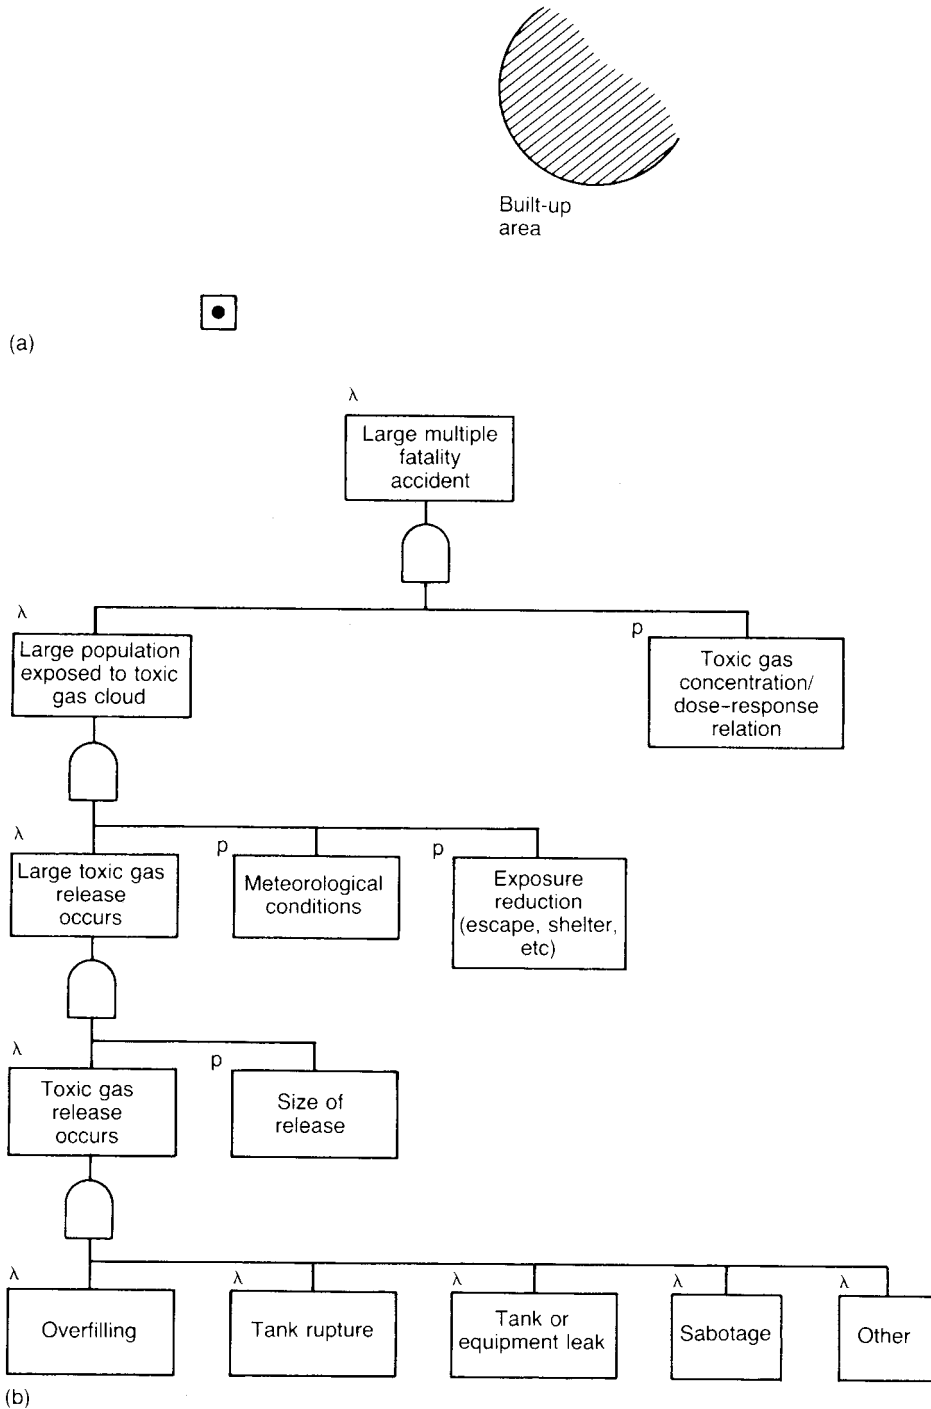 Built-up
area
(a)
λ
Large multiple
fatality
accident
λ
Large population
exposed to toxic
gas cloud
p
Toxic gas
concentration/
dose-response
relation
λ
Large toxic gas
release
occurs
p
Meteorological
conditions
p
Exposure
reduction
(escape, shelter,
etc)
λ
Toxic gas
release
occurs
p
Size of
release
λ
Overfilling
λ
Tank rupture
λ
Tank or
equipment leak
λ
Sabotage
λ
Other
(b)